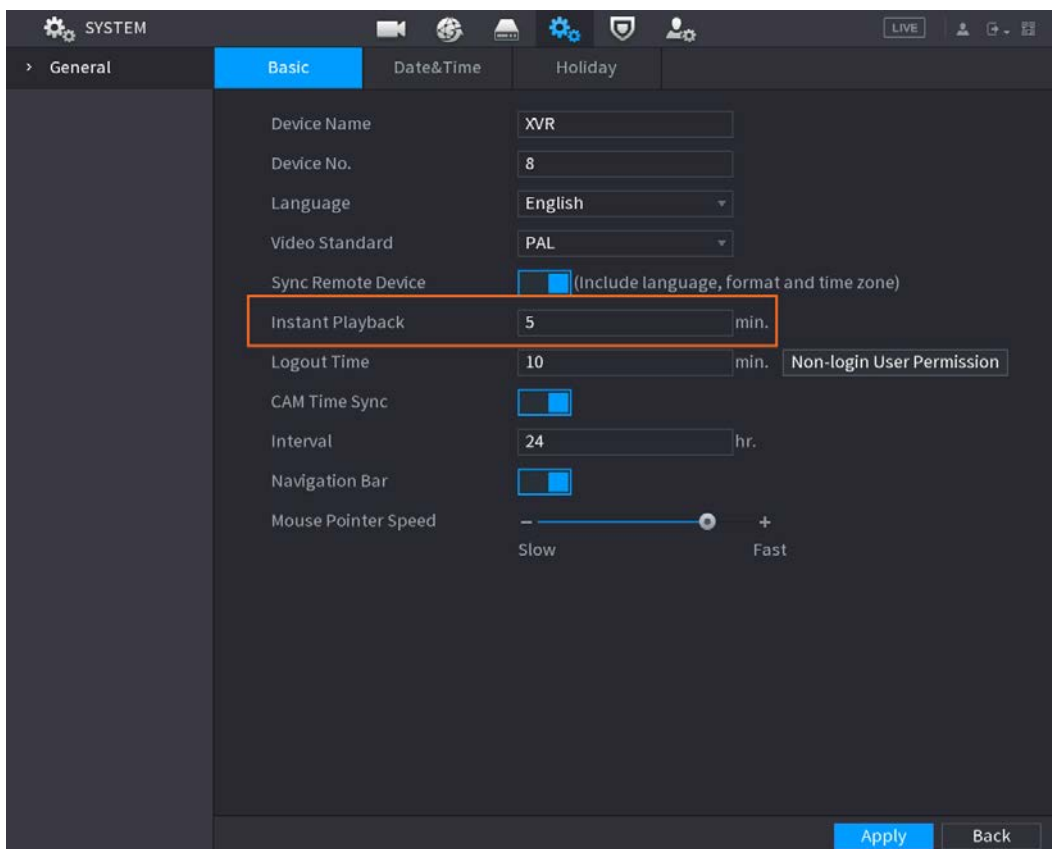 SYSTEM
LIVE
General
Basic
Date&Time
Holiday
Device Name
XVR
Device No.
8
Language
English
Video Standard
PAL
Sync Remote Device
(Include language, format and time zone)
Instant Playback
5
min.
Logout Time
10
min.
Non-login User Permission
CAM Time Sync
Interval
24
hr.
Navigation Bar
Mouse Pointer Speed
Slow
Fast
Apply
Back